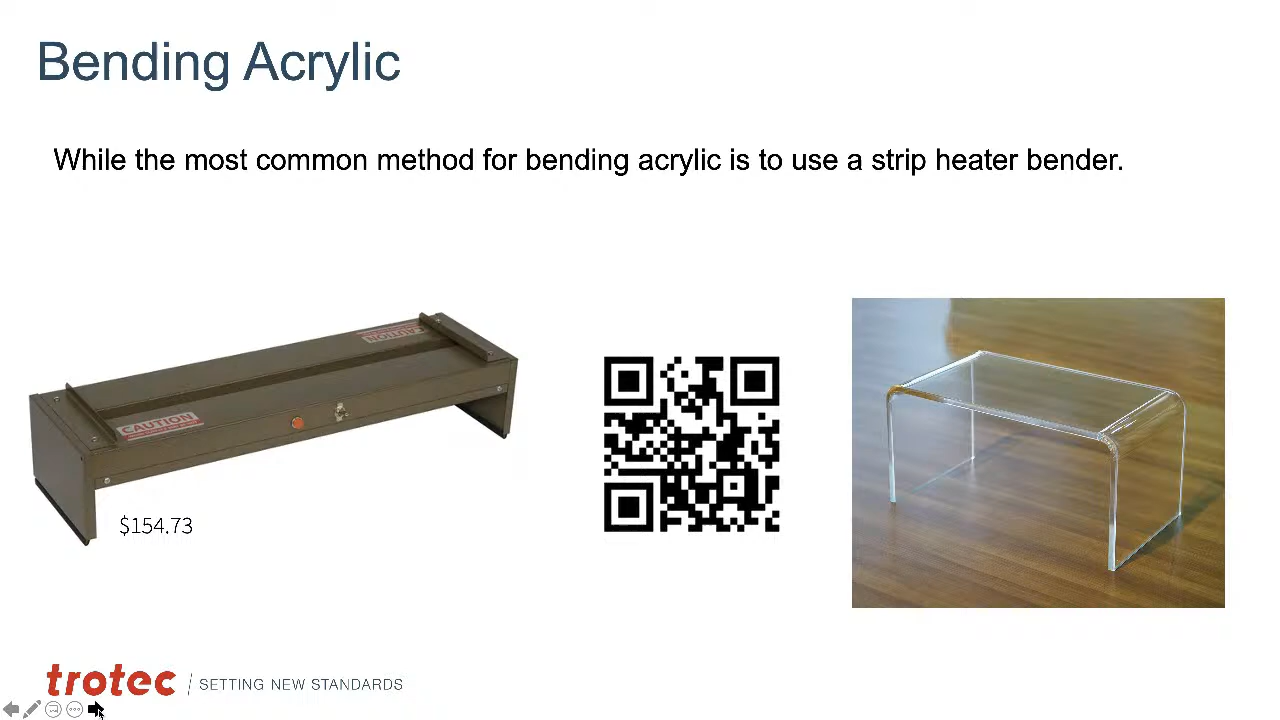 Bending Acrylic
While the most common method for bending acrylic is to use a strip heater bender.
CAUTION
CAUTION
$154.73
trotec / SETTING NEW STANDARDS